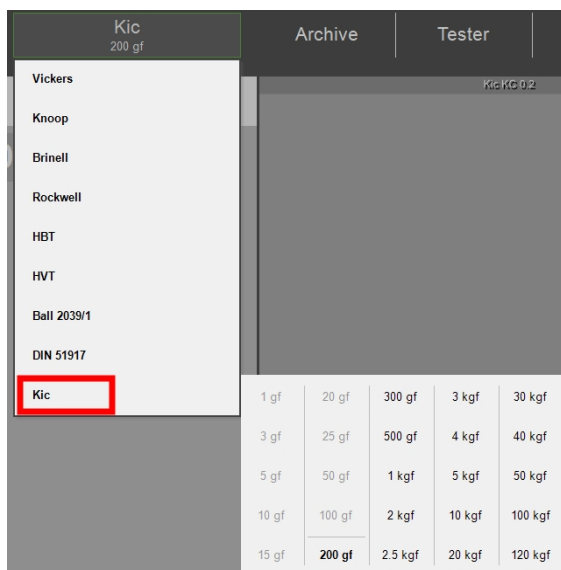 Kic
200 gf
Archive
Tester
Kic KC 0.2
Vickers
Knoop
Brinell
Rockwell
HBT
HVT
Ball 2039/1
DIN 51917
Kic
1 gf 20 gf 300 gf 3 kgf 30 kgf
3 gf 25 gf 500 gf 4 kgf 40 kgf
5 gf 50 gf 1 kgf 5 kgf 50 kgf
10 gf 100 gf 2 kgf 10 kgf 100 kgf
15 gf 200 gf 2.5 kgf 20 kgf 120 kgf